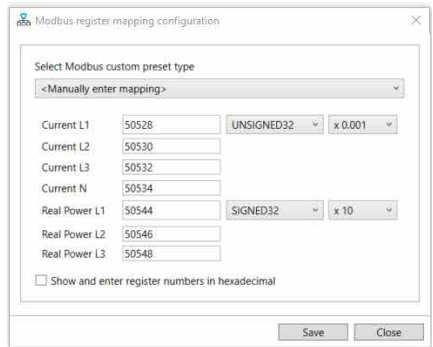 Modbus register mapping configuration
Select Modbus custom preset type
<Manually enter mapping>
Current L1 50528 UNSIGNED32 x 0.001
Current L2 50530
Current L3 50532
Current N 50534
Real Power L1 50544 SIGNED32 x 10
Real Power L2 50546
Real Power L3 50548
Show and enter register numbers in hexadecimal
Save Close